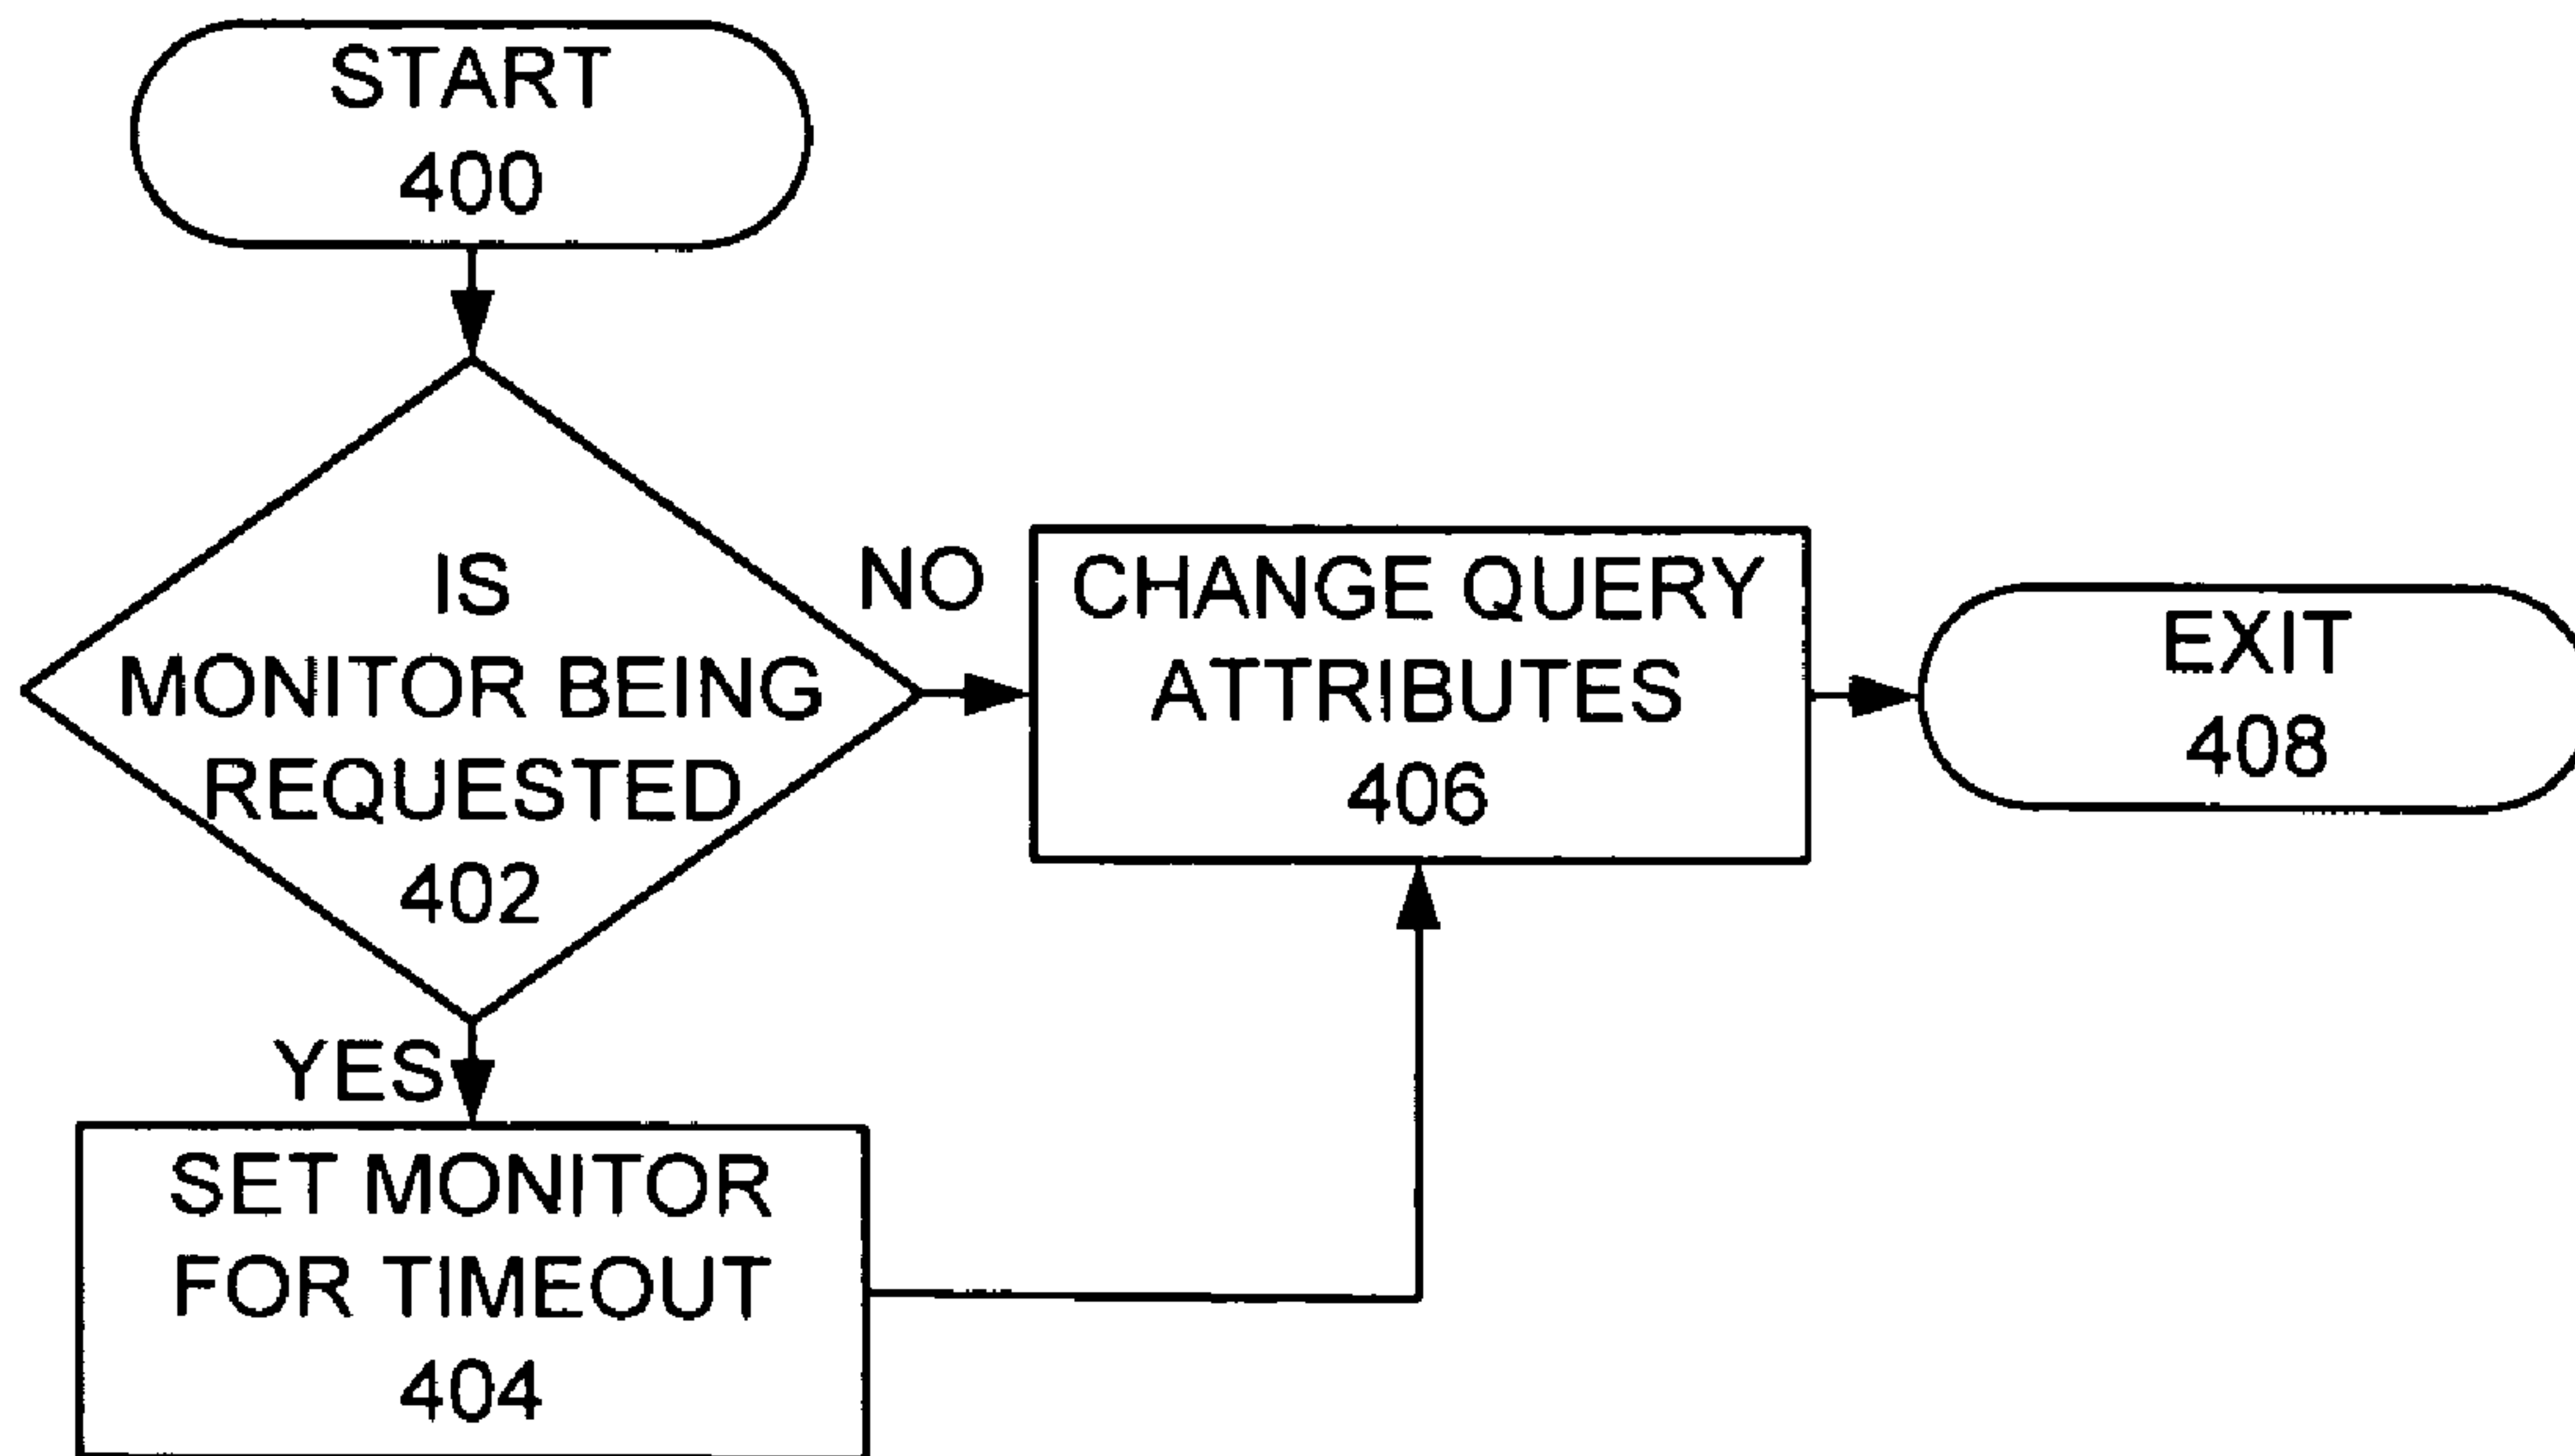 START
400
IS
MONITOR BEING
REQUESTED
402
NO
CHANGE QUERY
ATTRIBUTES
406
EXIT
408
YES
SET MONITOR
FOR TIMEOUT
404